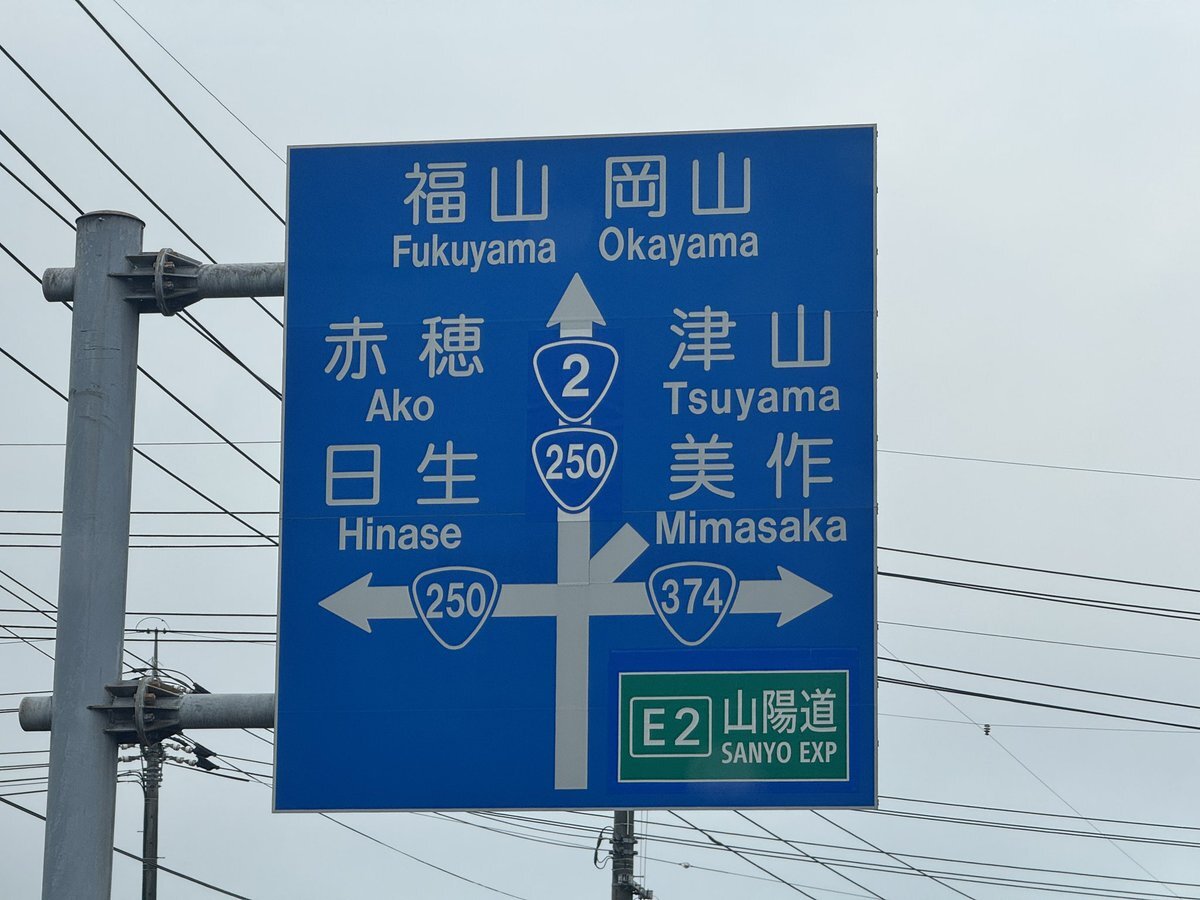 福山 岡山
Fukuyama Okayama
赤穂
Ako
日生
Hinase
2
250
津山
Tsuyama
美作
Mimasaka
250
374
E2 山陽道
SANYO EXP